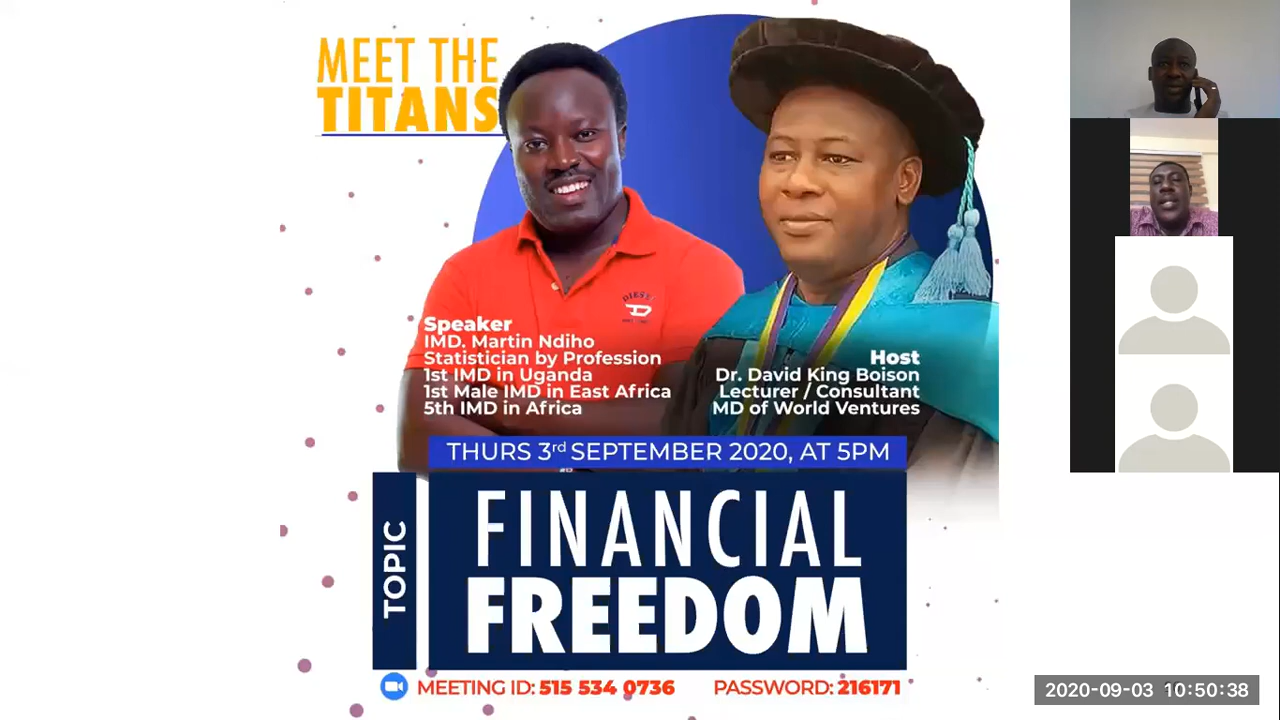 MEET THE
TITANS
DIESEL
D
Speaker
IMD. Martin Ndiho
Statistician by Profession
1st IMD in Uganda
1st Male IMD in East Africa
5th IMD in Africa
Host
Dr. David King Boison
Lecturer / Consultant
MD of World Ventures
THURS 3rd SEPTEMBER 2020, AT 5PM
TOPIC
FINANCIAL
FREEDOM
MEETING ID: 515 534 0736
PASSWORD: 216171
2020-09-03 10:50:38